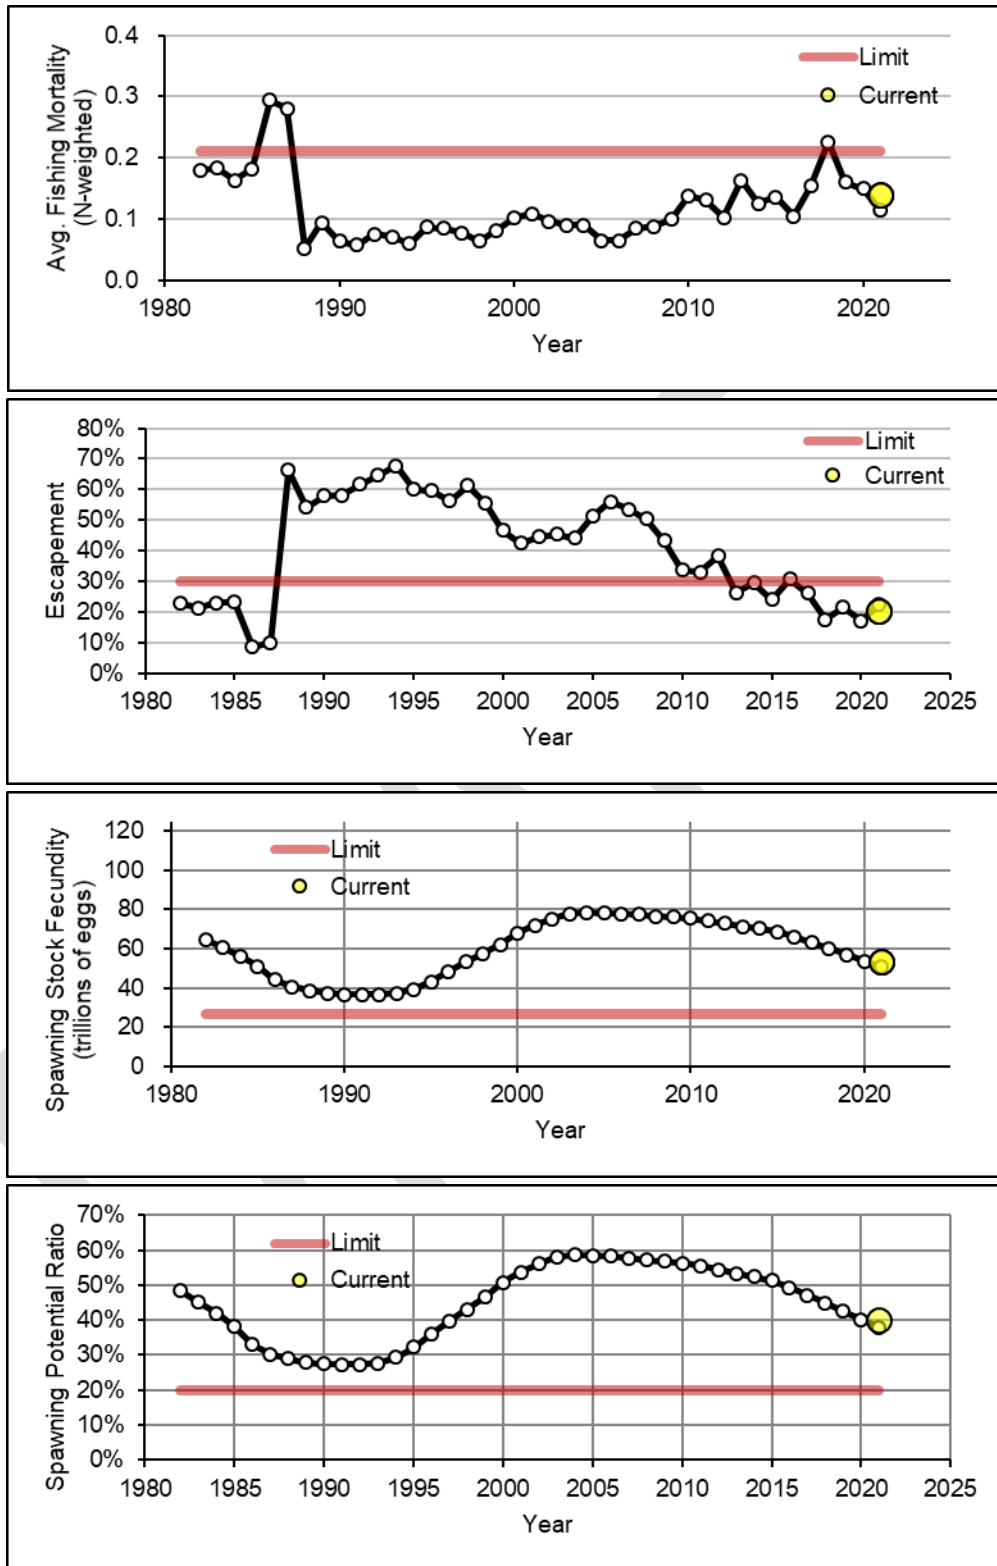 Avg. Fishing Mortality
(N-weighted)
0.4
0.3
0.2
0.1
0.0
Limit
Current
1980 1990 2000 2010 2020
Year
Escapement
80%
70%
60%
50%
40%
30%
20%
10%
0%
Limit
Current
1980 1985 1990 1995 2000 2005 2010 2015 2020 2025
Year
Spawning Stock Fecundity
(trillions of eggs)
120
100
80
60
40
20
0
Limit
Current
1980 1990 2000 2010 2020
Year
Spawning Potential Ratio
70%
60%
50%
40%
30%
20%
10%
0%
Limit
Current
1980 1985 1990 1995 2000 2005 2010 2015 2020 2025
Year